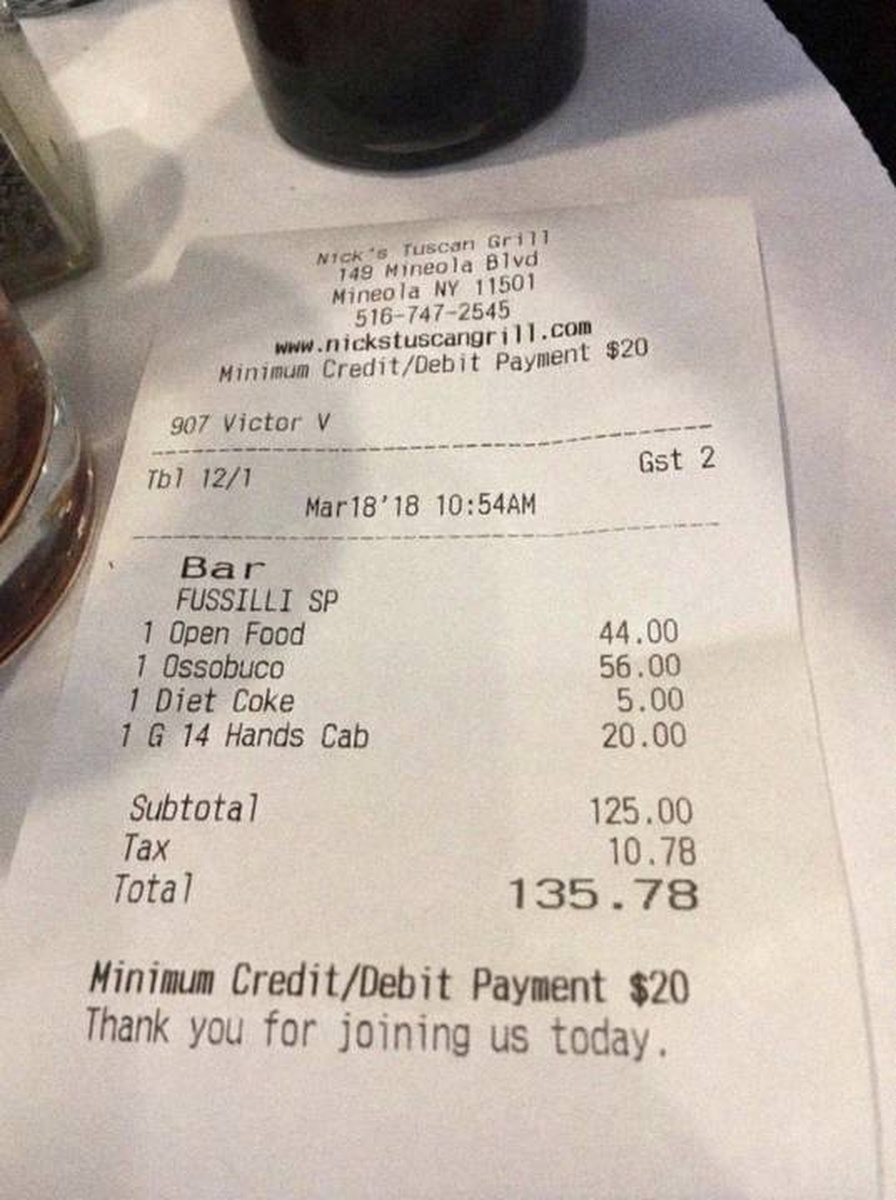 Nick's Tuscan Grill
149 Mineola Blvd
Mineola NY 11501
516-747-2545
www.nickstuscangrill.com
Minimum Credit/Debit Payment $20
907 Victor V
Tbl 12/1 Gst 2
Mar18'18 10:54AM
Bar
FUSSILLI SP
1 Open Food 44.00
1 Ossobuco 56.00
1 Diet Coke 5.00
1 G 14 Hands Cab 20.00
Subtotal 125.00
Tax 10.78
Total 135.78
Minimum Credit/Debit Payment $20
Thank you for joining us today.